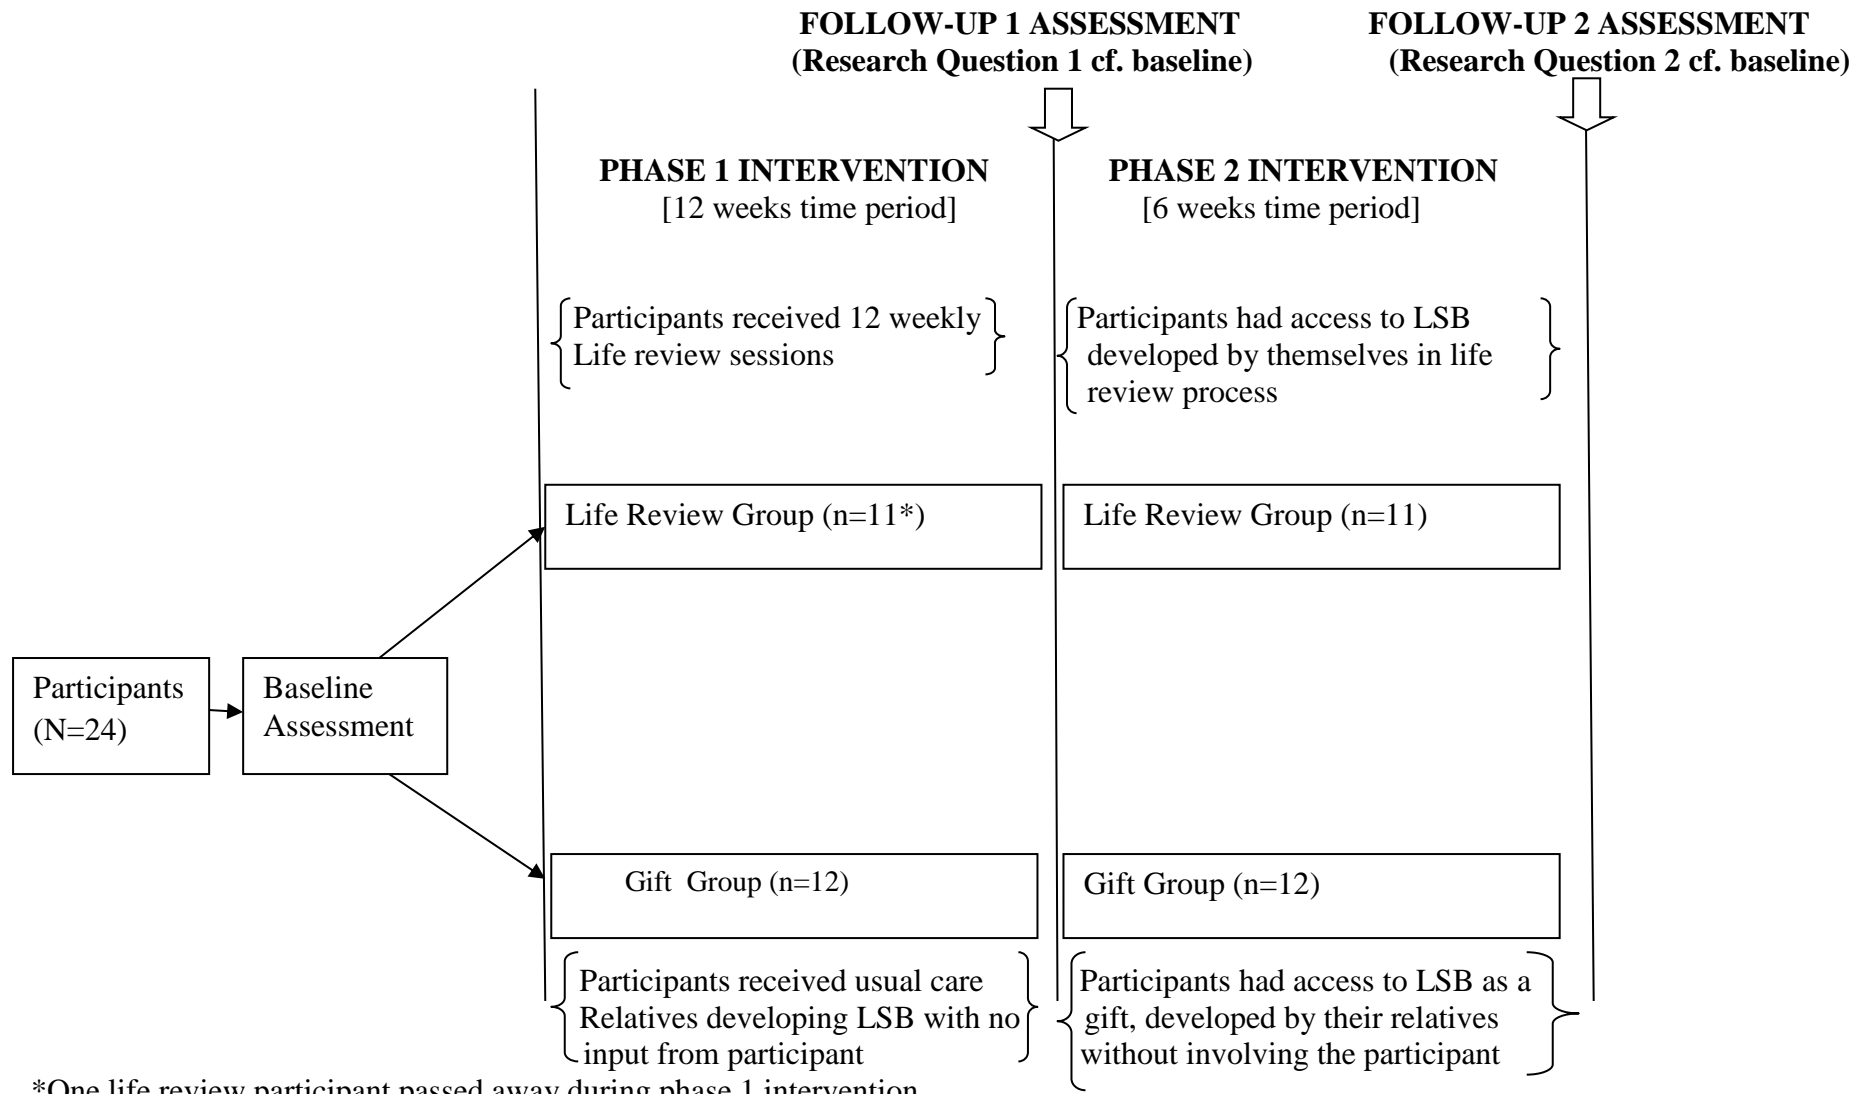 FOLLOW-UP 1 ASSESSMENT
(Research Question 1 cf. baseline)
FOLLOW-UP 2 ASSESSMENT
(Research Question 2 cf. baseline)
PHASE 1 INTERVENTION
[12 weeks time period]
PHASE 2 INTERVENTION
[6 weeks time period]
Participants received 12 weekly
Life review sessions
Participants had access to LSB
developed by themselves in life
review process
Life Review Group (n=11*)
Life Review Group (n=11)
Participants
(N=24)
Baseline
Assessment
Gift Group (n=12)
Gift Group (n=12)
Participants received usual care
Relatives developing LSB with no
input from participant
Participants had access to LSB as a
gift, developed by their relatives
without involving the participant
*One life review participant passed away during phase 1 intervention